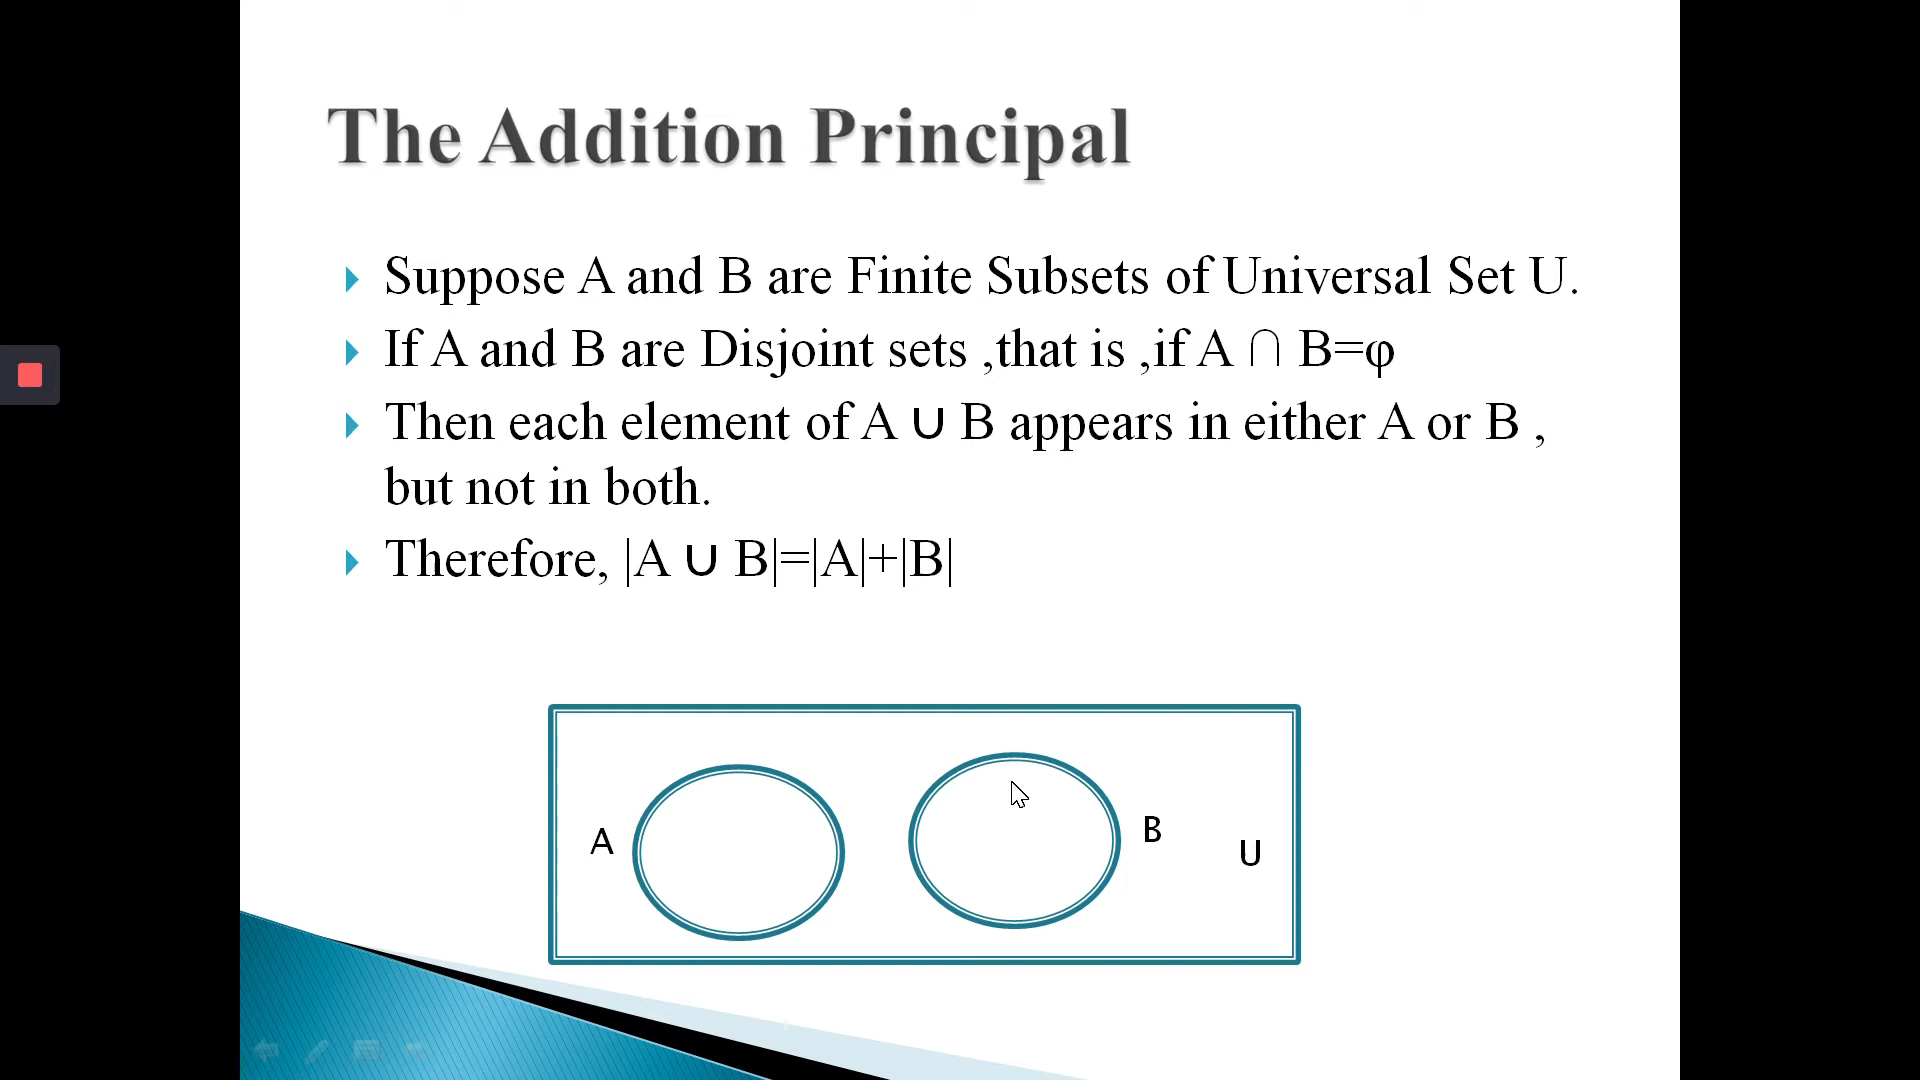 The Addition Principal
Suppose A and B are Finite Subsets of Universal Set U.
If A and B are Disjoint sets ,that is ,if A ∩ B=φ
Then each element of A ∪ B appears in either A or B ,
but not in both.
Therefore, |A ∪ B|=|A|+|B|
A
B
U